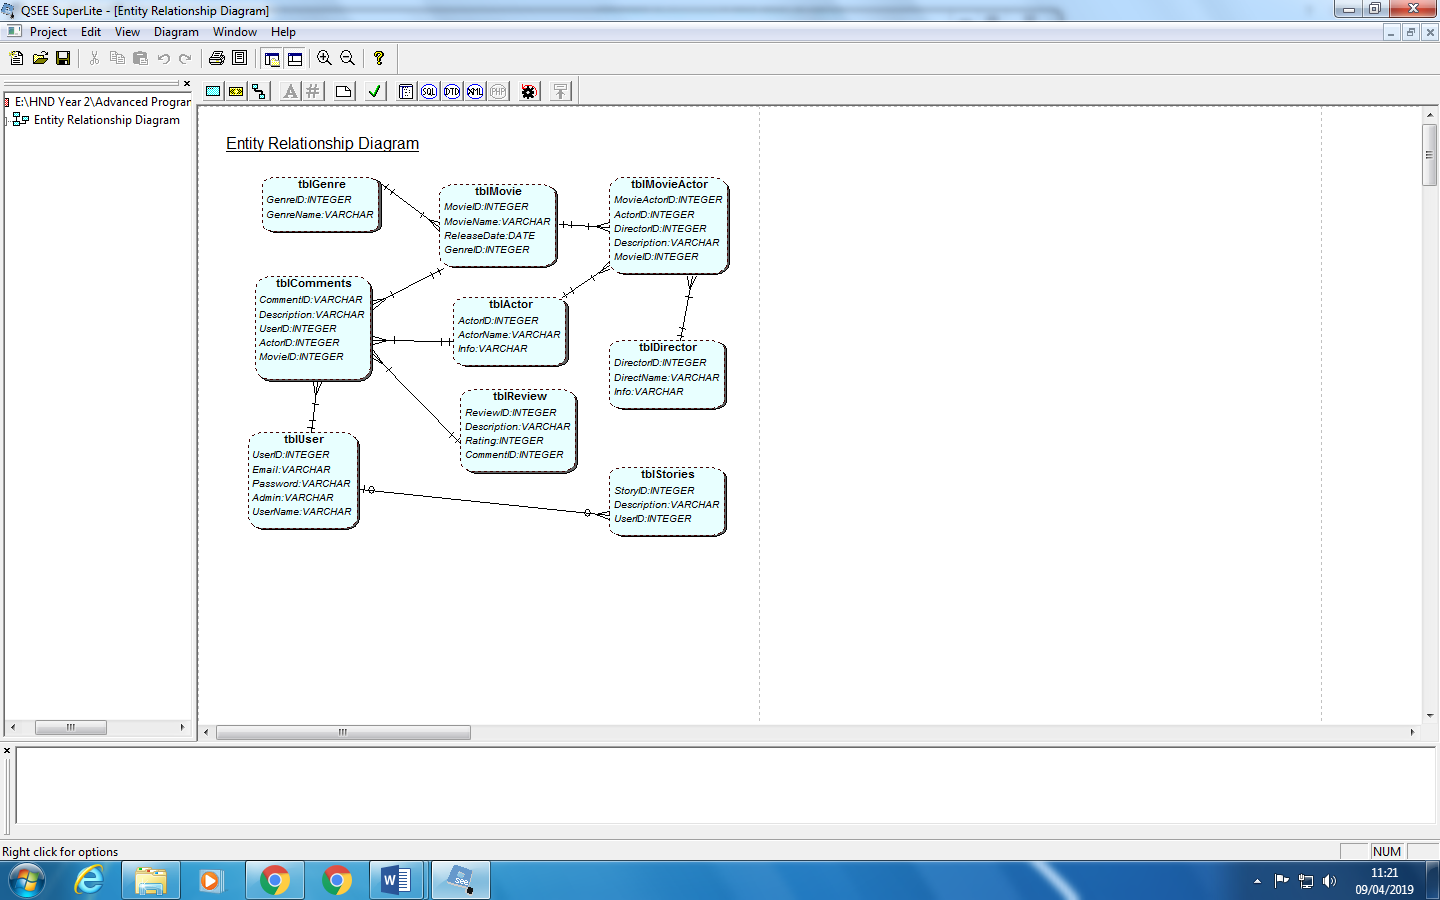 QSEE SuperLite - [Entity Relationship Diagram]
Project Edit View Diagram Window Help
SQL DTD XML PHP
E:\HND Year 2\Advanced Progran
Entity Relationship Diagram
Entity Relationship Diagram
tblGenre
GenreID:INTEGER
GenreName:VARCHAR
tblMovie
MovieID:INTEGER
MovieName:VARCHAR
ReleaseDate:DATE
GenreID:INTEGER
tblMovieActor
MovieActorID:INTEGER
ActorID:INTEGER
DirectorID:INTEGER
Description:VARCHAR
MovieID:INTEGER
tblComments
CommentID:VARCHAR
Description:VARCHAR
UserID:INTEGER
ActorID:INTEGER
MovieID:INTEGER
tblActor
ActorID:INTEGER
ActorName:VARCHAR
Info:VARCHAR
tblDirector
DirectorID:INTEGER
DirectName:VARCHAR
Info:VARCHAR
tblReview
ReviewID:INTEGER
Description:VARCHAR
Rating:INTEGER
CommentID:INTEGER
tblUser
UserID:INTEGER
Email:VARCHAR
Password:VARCHAR
Admin:VARCHAR
UserName:VARCHAR
tblStories
StoryID:INTEGER
Description:VARCHAR
UserID:INTEGER
Right click for options
NUM
11:21
09/04/2019